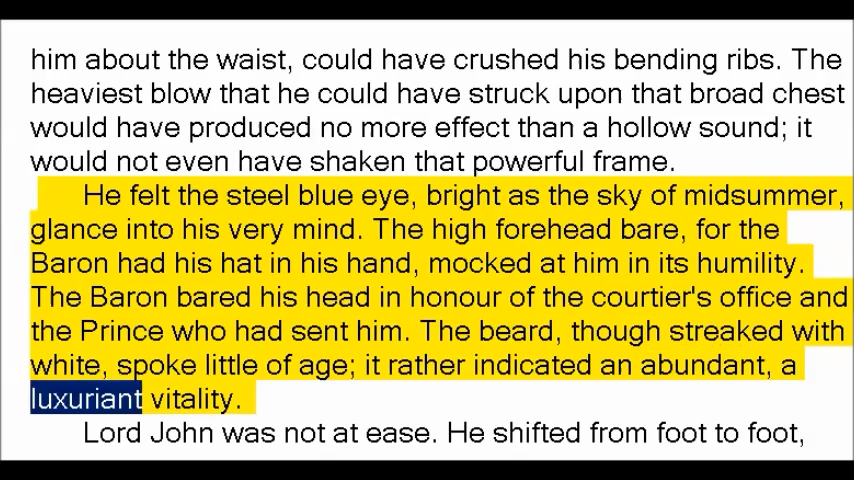 him about the waist, could have crushed his bending ribs. The
heaviest blow that he could have struck upon that broad chest
would have produced no more effect than a hollow sound; it
would not even have shaken that powerful frame.
He felt the steel blue eye, bright as the sky of midsummer,
glance into his very mind. The high forehead bare, for the
Baron had his hat in his hand, mocked at him in its humility.
The Baron bared his head in honour of the courtier's office and
the Prince who had sent him. The beard, though streaked with
white, spoke little of age; it rather indicated an abundant, a
luxuriant vitality.
Lord John was not at ease. He shifted from foot to foot,